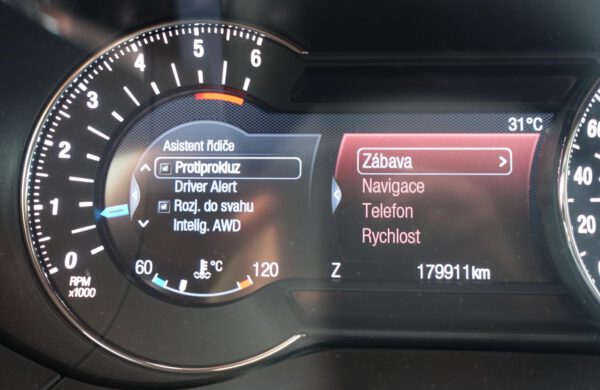 0
1
2
3
4
5
6
RPM
x1000
Asistent řidiče
Protiprokluz
Driver Alert
Rozj. do svahu
Intelig. AWD
60
°C
120
31°C
Zábava >
Navigace
Telefon
Rychlost
Z
179911km
60
40
20
0